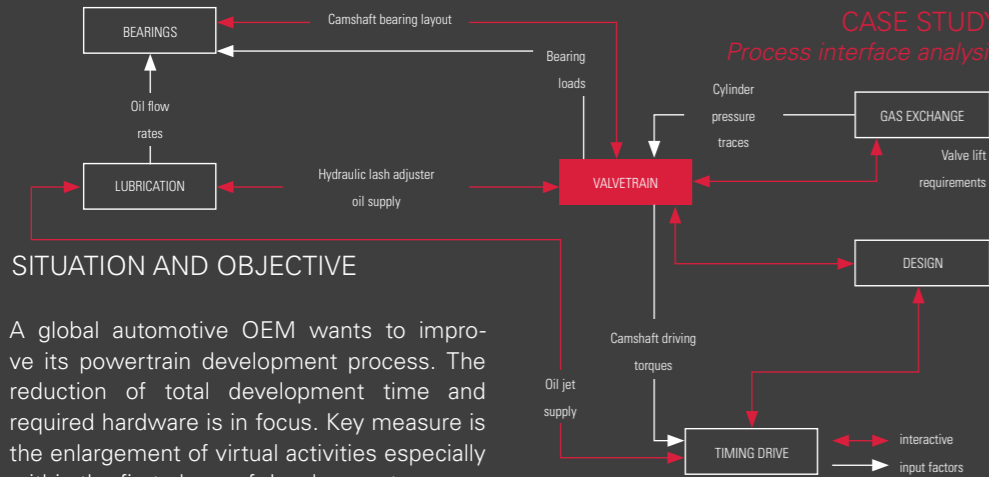 CASE STUDY
Process interface analysis
BEARINGS
Camshaft bearing layout
Bearing
loads
Cylinder
pressure
traces
GAS EXCHANGE
Valve lift
requirements
Oil flow
rates
LUBRICATION
Hydraulic lash adjuster
oil supply
VALVETRAIN
DESIGN
Camshaft driving
torques
Oil jet
supply
TIMING DRIVE
interactive
input factors
SITUATION AND OBJECTIVE
A global automotive OEM wants to impro-
ve its powertrain development process. The
reduction of total development time and
required hardware is in focus. Key measure is
the enlargement of virtual activities especially